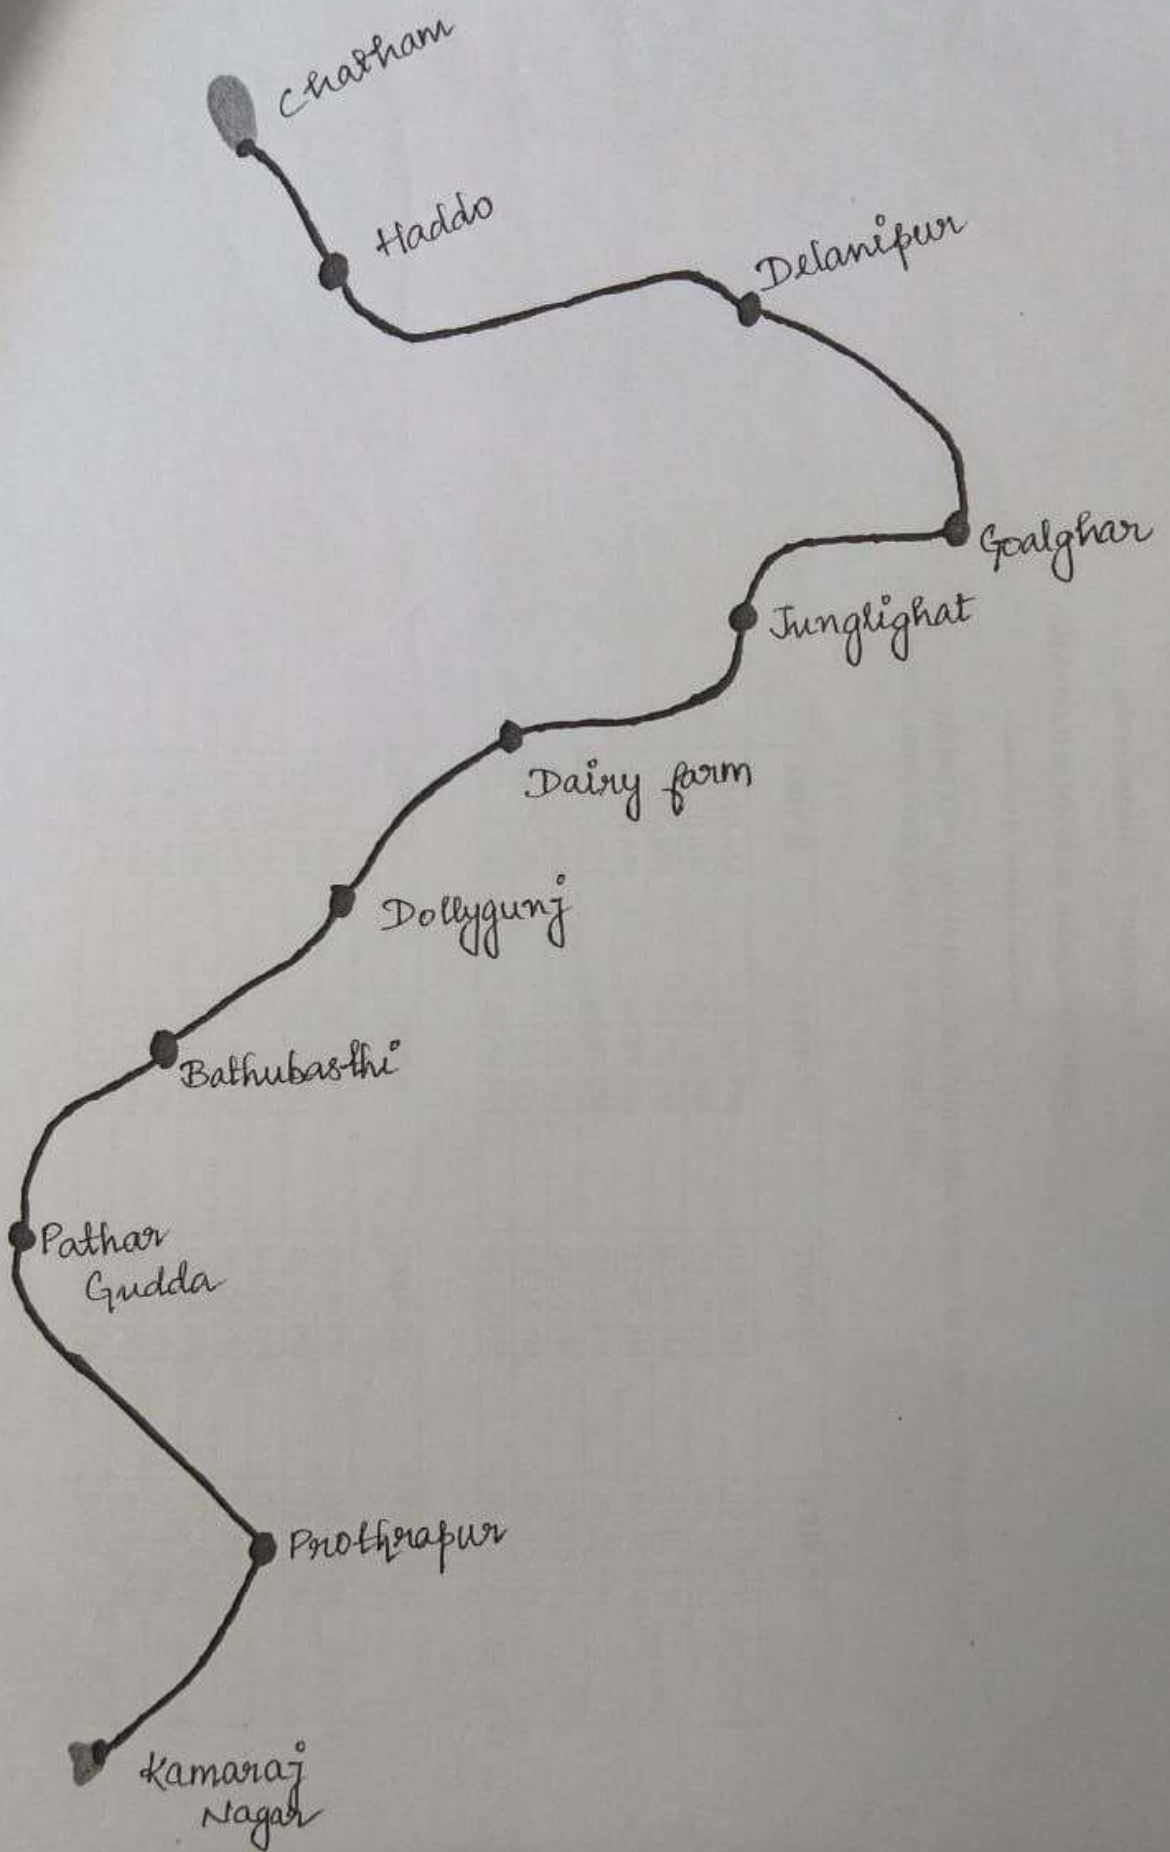 Chatham
Haddo
Delanipur
Goalghar
Junglighat
Dairy farm
Dollygunj
Bathubasthi
Pathar
Gudda
Prothrapur
Kamaraj
Nagar